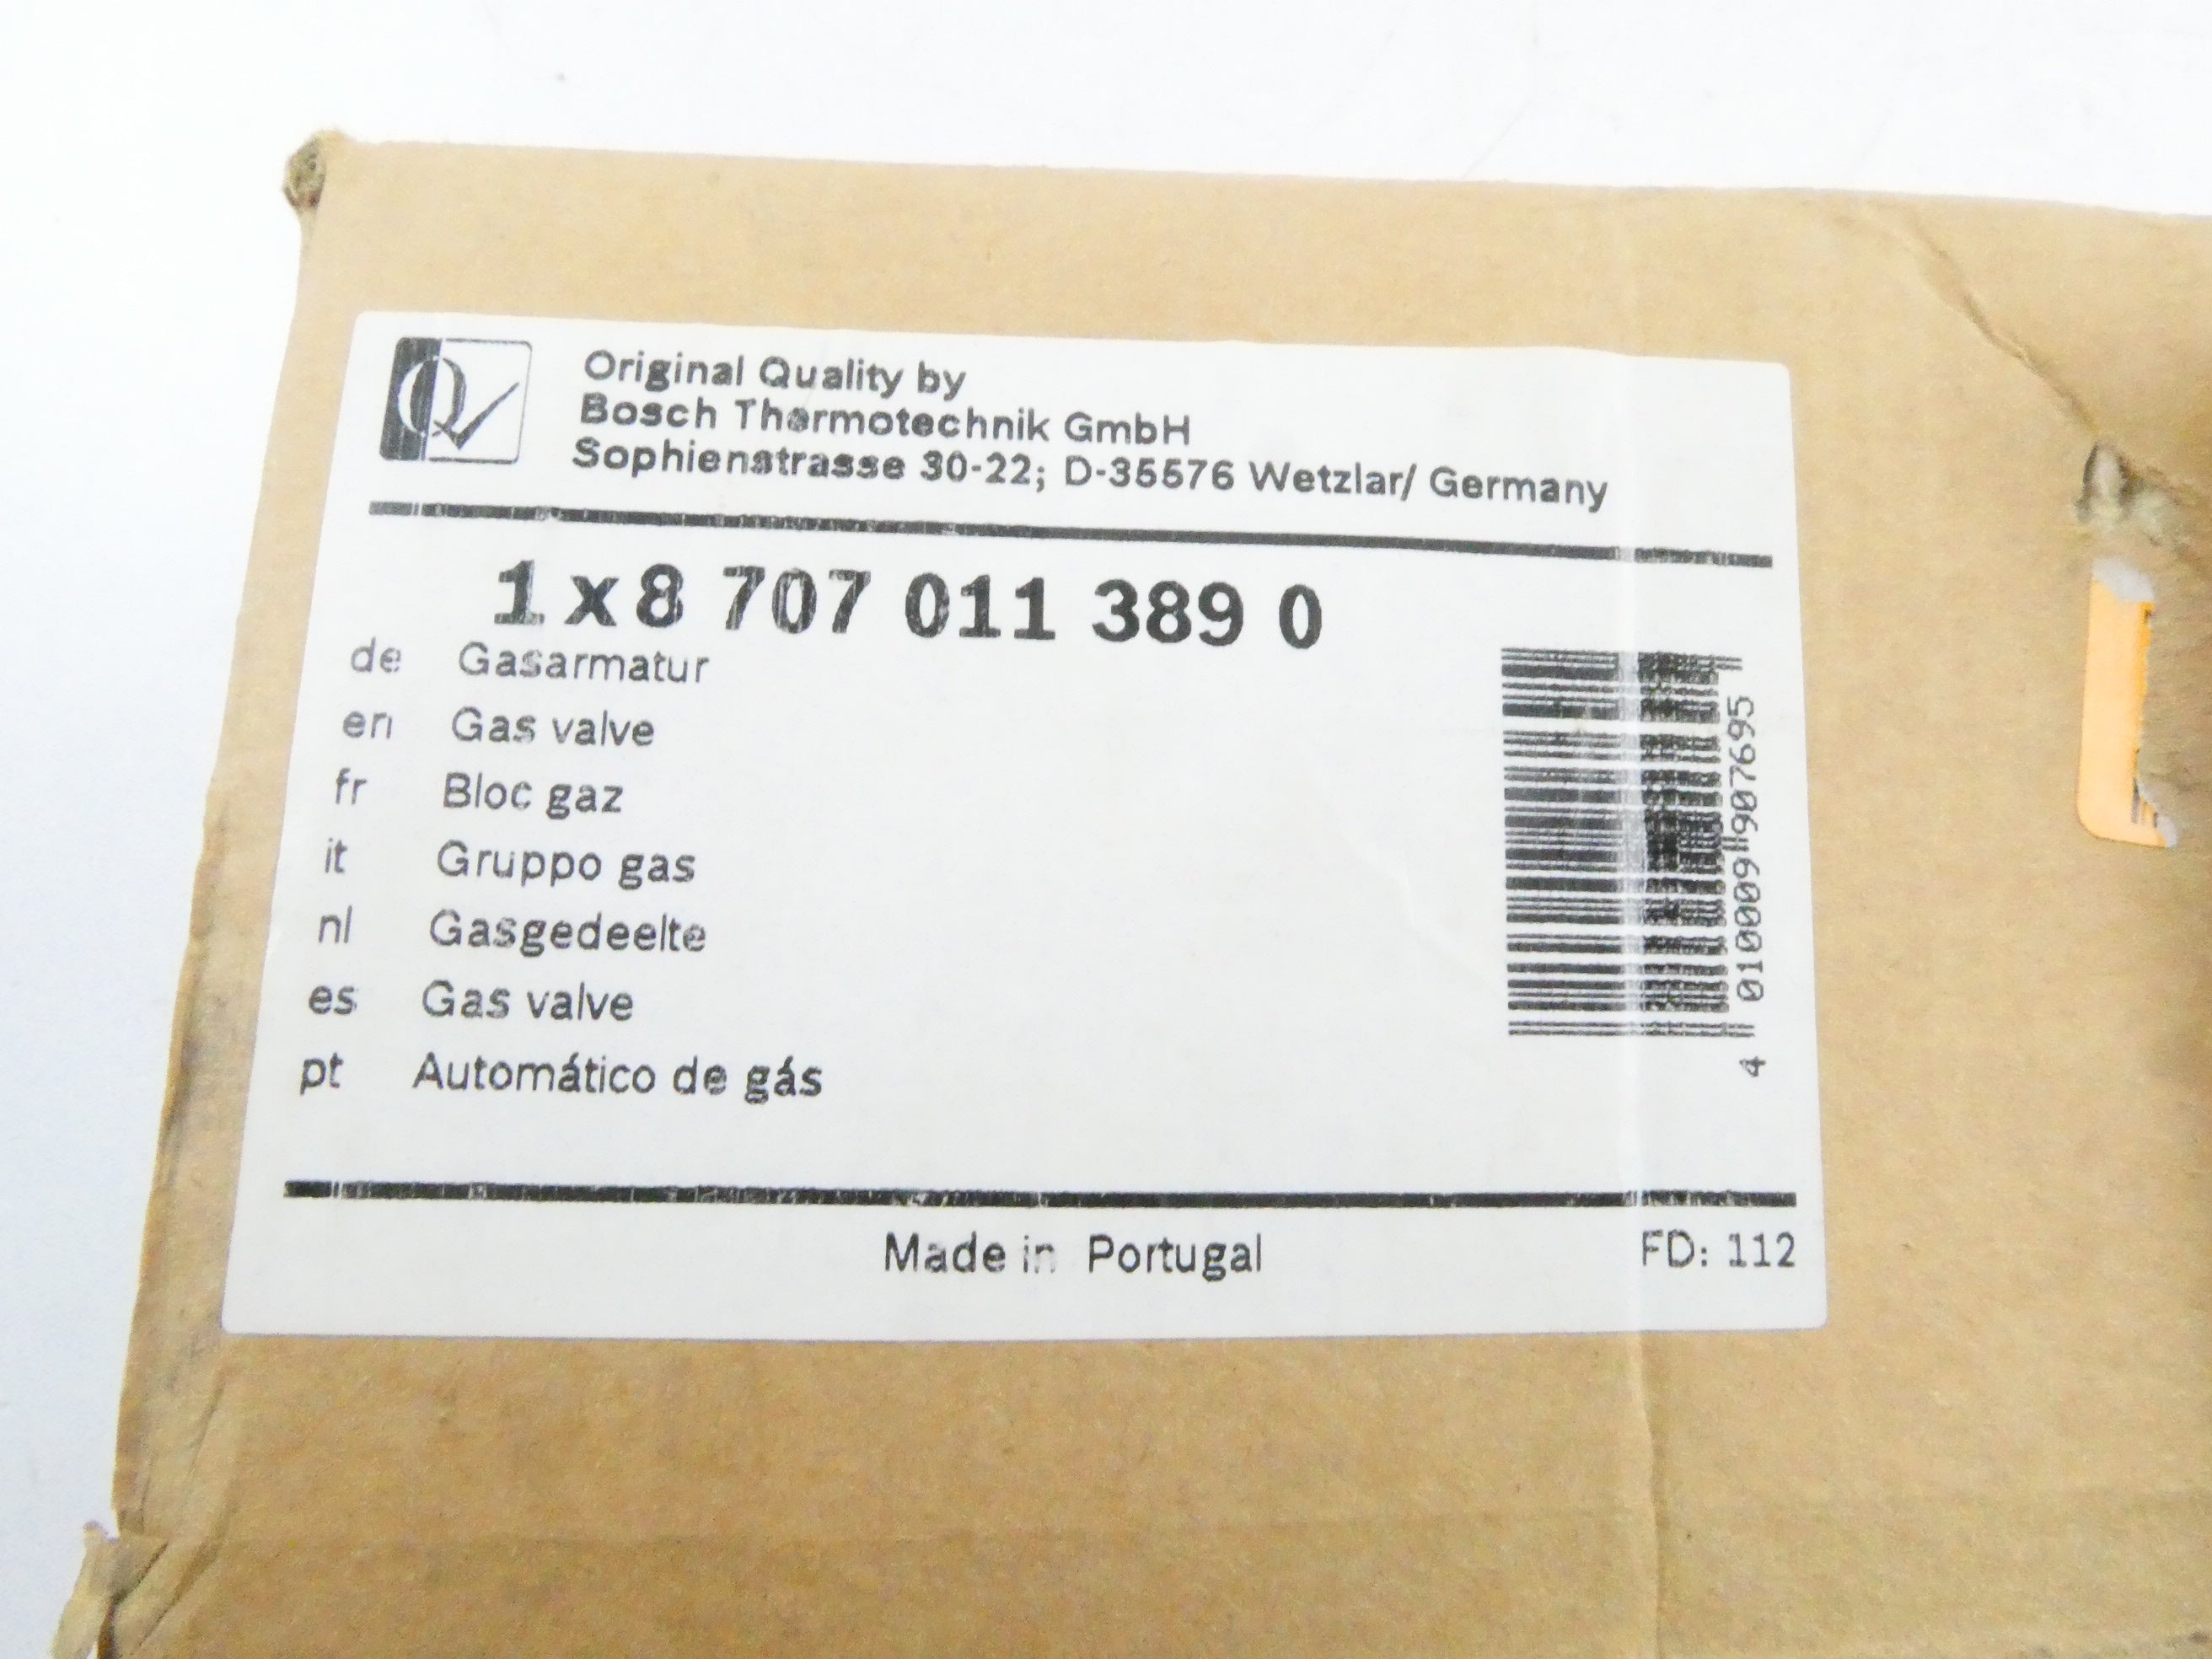 Q
Original Quality by
Bosch Thermotechnik GmbH
Sophienstrasse 30-22; D-35576 Wetzlar/ Germany
1 x 8 707 011 389 0
de Gasarmatur
en Gas valve
fr Bloc gaz
it Gruppo gas
nl Gasgedeelte
es Gas valve
pt Automático de gás
4 010009 907695
Made in Portugal
FD: 112